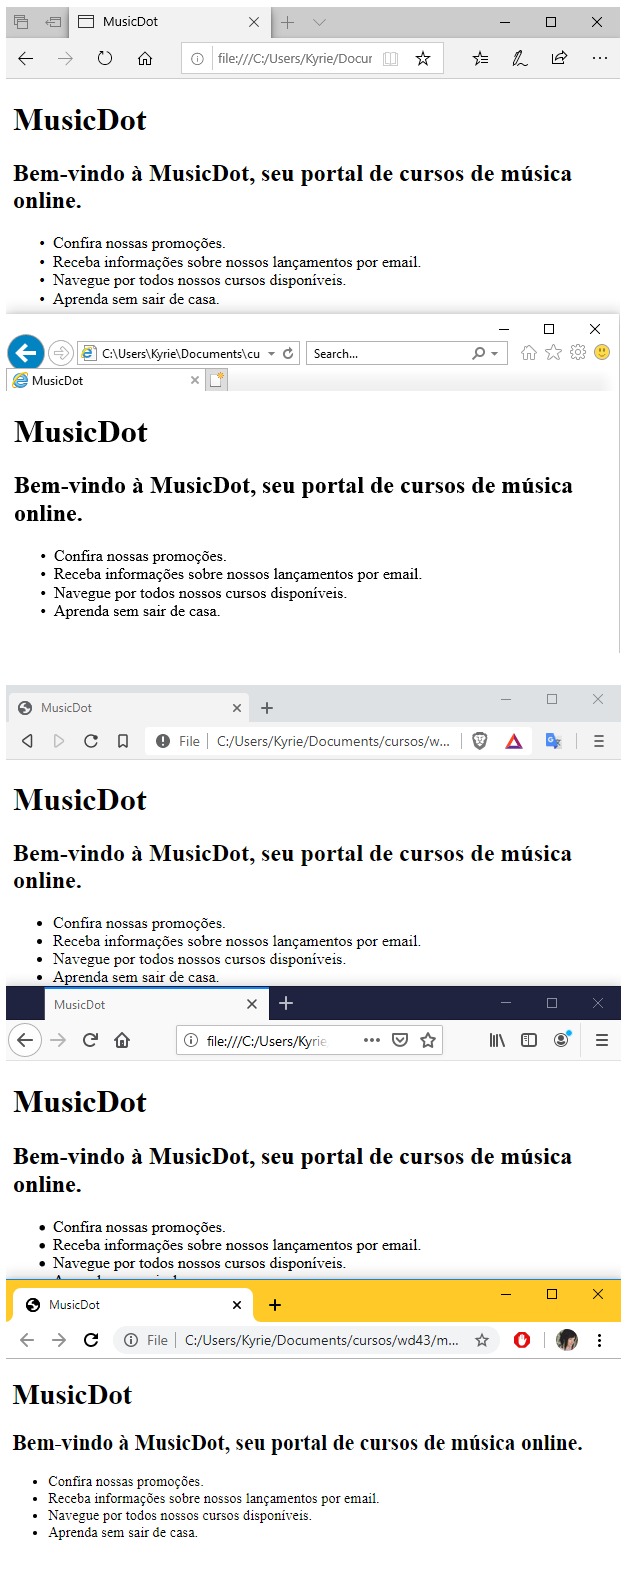 MusicDot
file:///C:/Users/Kyrie/Docur
MusicDot
Bem-vindo à MusicDot, seu portal de cursos de música
online.
• Confira nossas promoções.
• Receba informações sobre nossos lançamentos por email.
• Navegue por todos nossos cursos disponíveis.
• Aprenda sem sair de casa.
C:\Users\Kyrie\Documents\cu Search...
MusicDot
MusicDot
Bem-vindo à MusicDot, seu portal de cursos de música
online.
• Confira nossas promoções.
• Receba informações sobre nossos lançamentos por email.
• Navegue por todos nossos cursos disponíveis.
• Aprenda sem sair de casa.
MusicDot
File C:/Users/Kyrie/Documents/cursos/w...
MusicDot
Bem-vindo à MusicDot, seu portal de cursos de música
online.
• Confira nossas promoções.
• Receba informações sobre nossos lançamentos por email.
• Navegue por todos nossos cursos disponíveis.
• Aprenda sem sair de casa.
MusicDot
file:///C:/Users/Kyrie
MusicDot
Bem-vindo à MusicDot, seu portal de cursos de música
online.
• Confira nossas promoções.
• Receba informações sobre nossos lançamentos por email.
• Navegue por todos nossos cursos disponíveis.
MusicDot
File C:/Users/Kyrie/Documents/cursos/wd43/m...
MusicDot
Bem-vindo à MusicDot, seu portal de cursos de música online.
• Confira nossas promoções.
• Receba informações sobre nossos lançamentos por email.
• Navegue por todos nossos cursos disponíveis.
• Aprenda sem sair de casa.